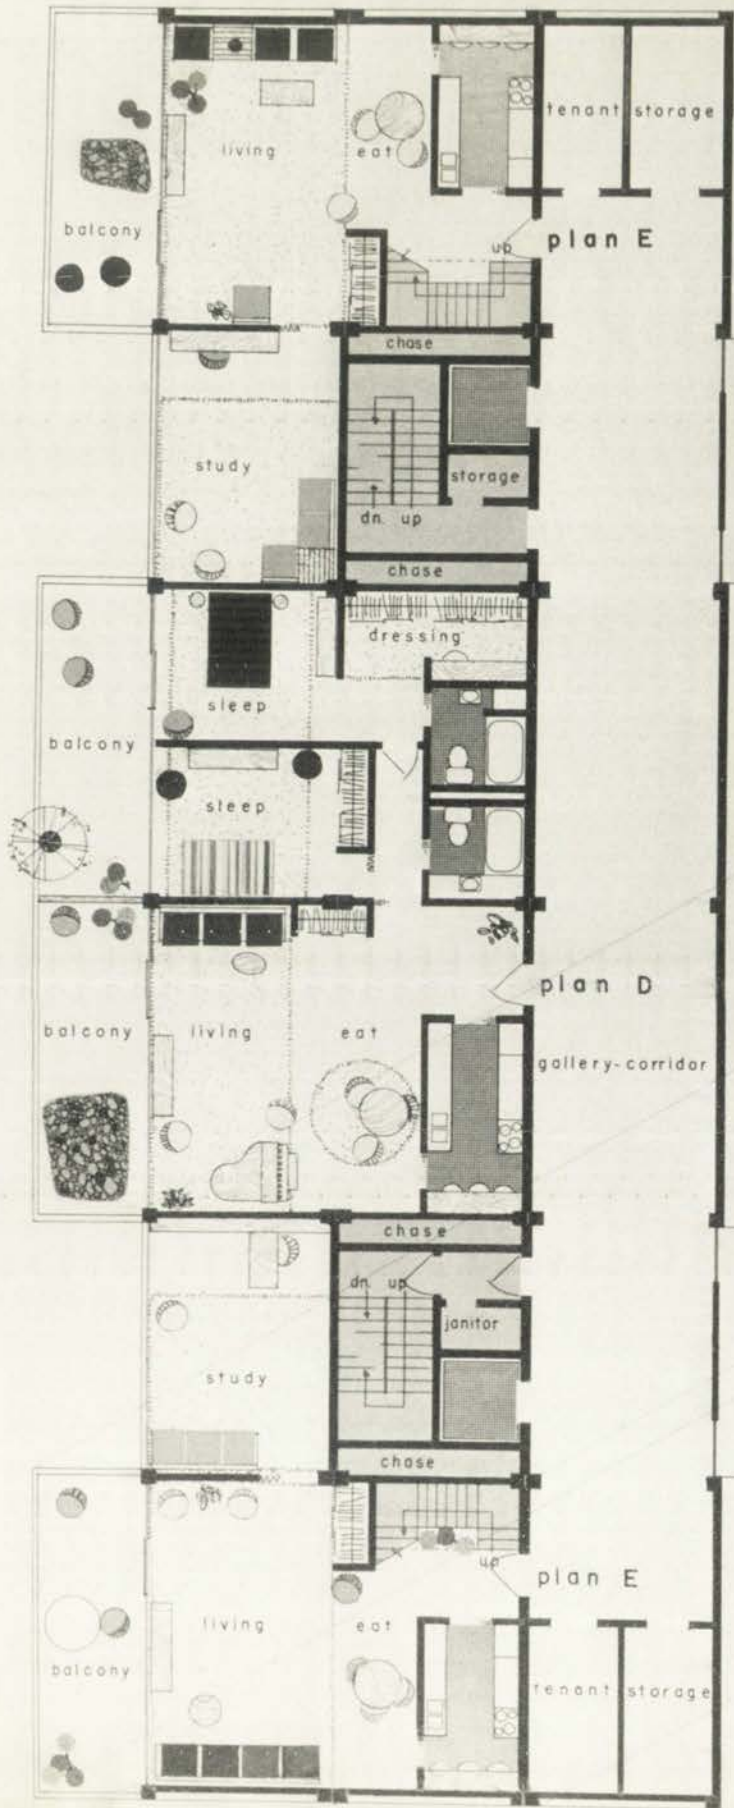 tenant storage
living eat
balcony
up plan E
chase
study
storage
dn. up
chase
dressing
sleep
balcony
sleep
plan D
balcony living eat
gallery-corridor
chase
dn. up
janitor
study
chase
up plan E
living eat
balcony
tenant storage